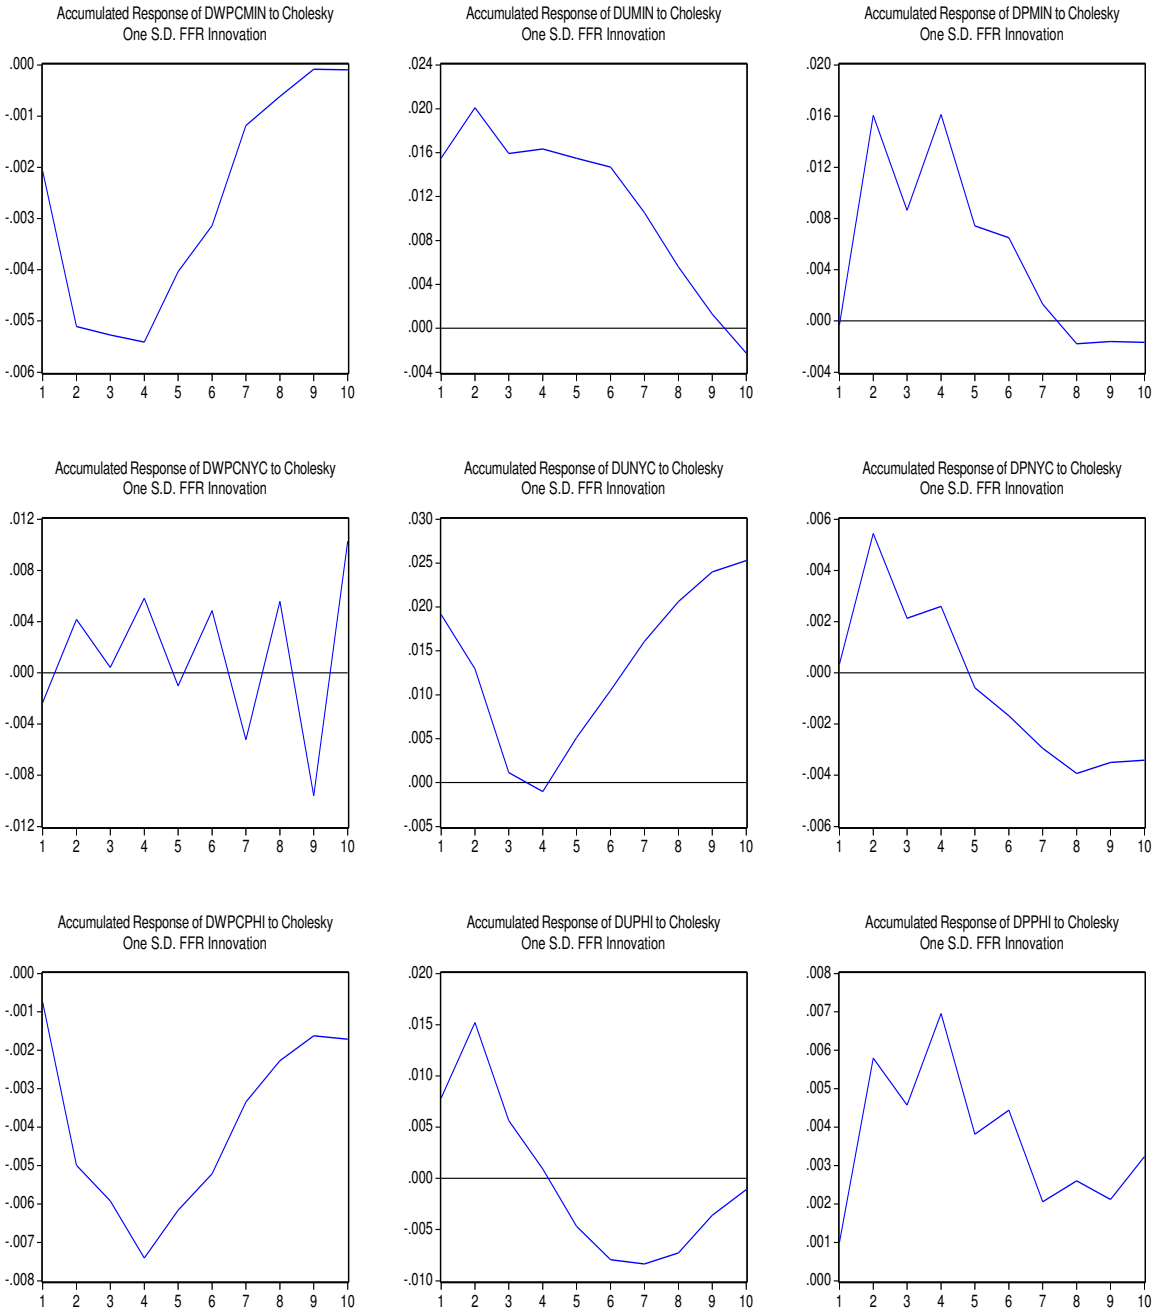 Accumulated Response of DWPCMIN to Cholesky
One S.D. FFR Innovation
.000
-.001
-.002
-.003
-.004
-.005
-.006
1 2 3 4 5 6 7 8 9 10
Accumulated Response of DUMIN to Cholesky
One S.D. FFR Innovation
.024
.020
.016
.012
.008
.004
.000
-.004
1 2 3 4 5 6 7 8 9 10
Accumulated Response of DPMIN to Cholesky
One S.D. FFR Innovation
.020
.016
.012
.008
.004
.000
-.004
1 2 3 4 5 6 7 8 9 10
Accumulated Response of DWPCNYC to Cholesky
One S.D. FFR Innovation
.012
.008
.004
.000
-.004
-.008
-.012
1 2 3 4 5 6 7 8 9 10
Accumulated Response of DUNYC to Cholesky
One S.D. FFR Innovation
.030
.025
.020
.015
.010
.005
.000
-.005
1 2 3 4 5 6 7 8 9 10
Accumulated Response of DPNYC to Cholesky
One S.D. FFR Innovation
.006
.004
.002
.000
-.002
-.004
-.006
1 2 3 4 5 6 7 8 9 10
Accumulated Response of DWPCPHI to Cholesky
One S.D. FFR Innovation
.000
-.001
-.002
-.003
-.004
-.005
-.006
-.007
-.008
1 2 3 4 5 6 7 8 9 10
Accumulated Response of DUPHI to Cholesky
One S.D. FFR Innovation
.020
.015
.010
.005
.000
-.005
-.010
1 2 3 4 5 6 7 8 9 10
Accumulated Response of DPPHI to Cholesky
One S.D. FFR Innovation
.008
.007
.006
.005
.004
.003
.002
.001
.000
1 2 3 4 5 6 7 8 9 10